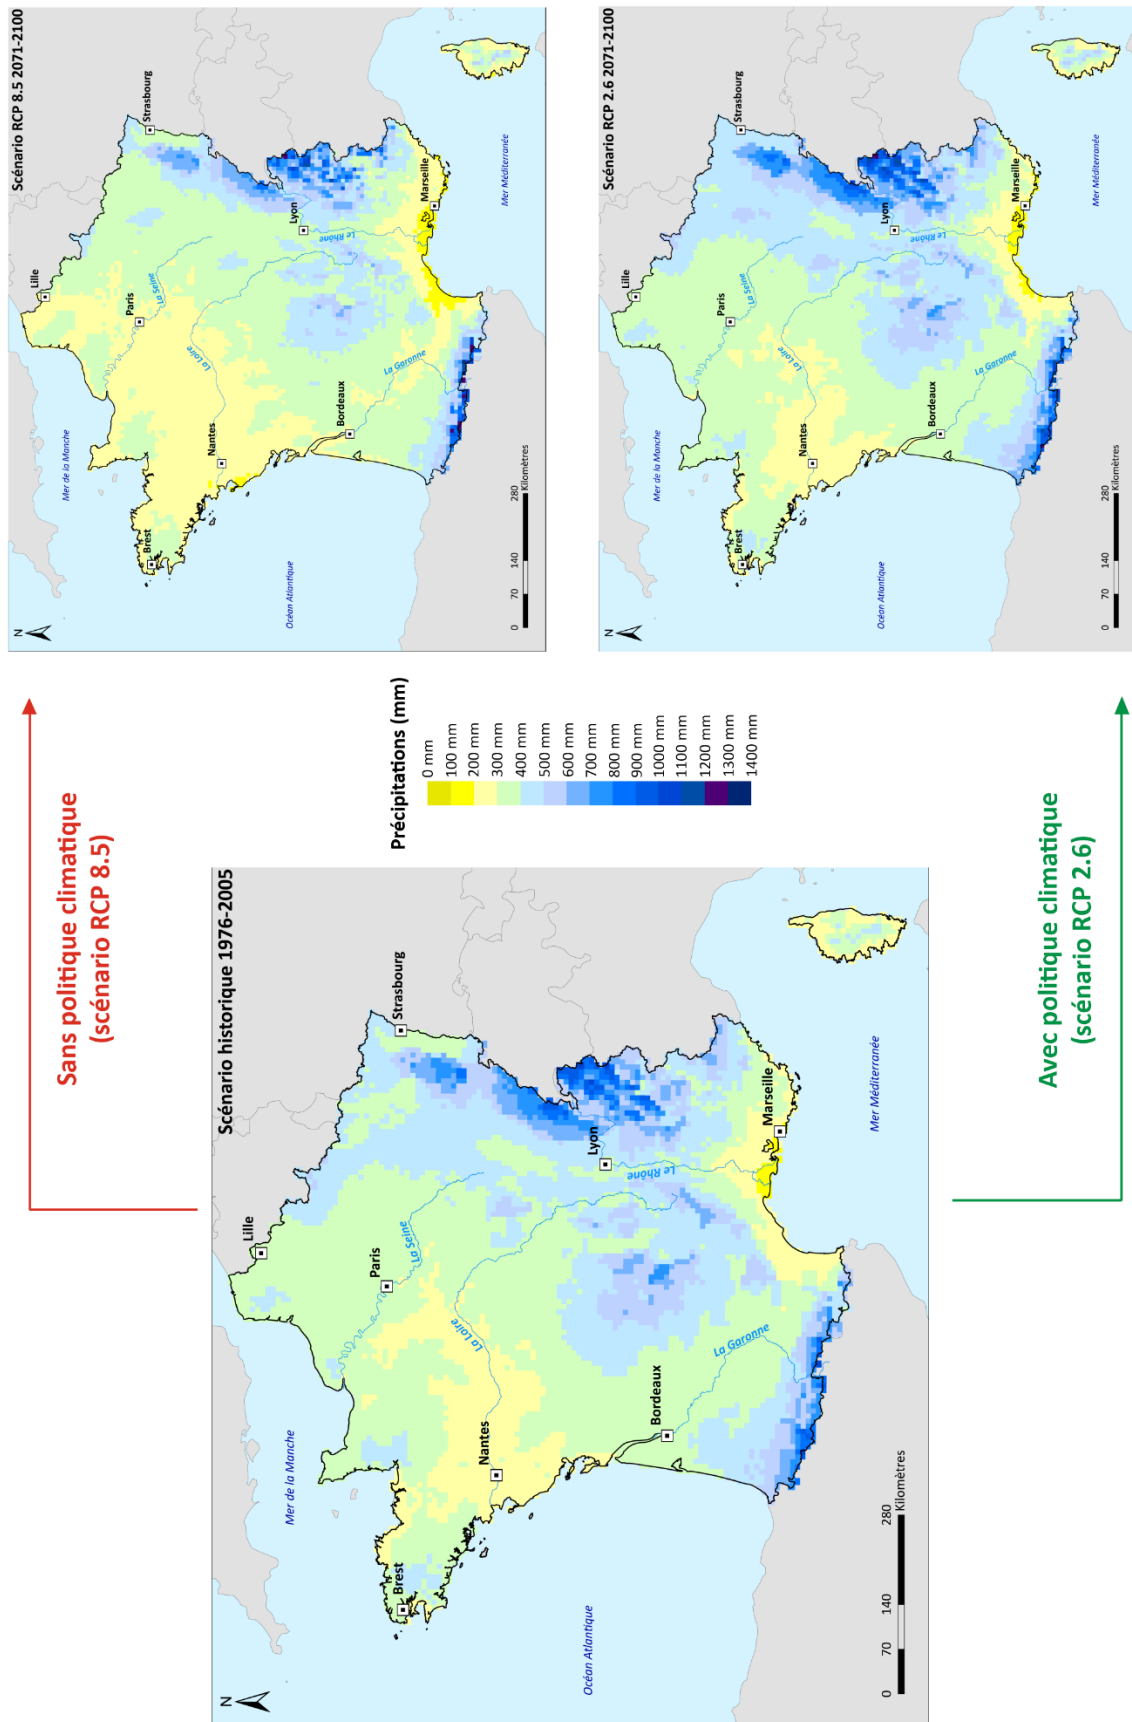 Sans politique climatique
(scénario RCP 8.5)
Scénario historique 1976-2005
N
Mer de la Manche
Océan Atlantique
Mer Méditerranée
Lille
Paris
Strasbourg
Brest
Nantes
Lyon
Bordeaux
Marseille
La Seine
La Loire
Le Rhône
La Garonne
0 70 140 280
Kilomètres
Précipitations (mm)
0 mm
100 mm
200 mm
300 mm
400 mm
500 mm
600 mm
700 mm
800 mm
900 mm
1000 mm
1100 mm
1200 mm
1300 mm
1400 mm
Scénario RCP 8.5 2071-2100
N
Mer de la Manche
Océan Atlantique
Mer Méditerranée
Lille
Paris
Strasbourg
Brest
Nantes
Lyon
Bordeaux
Marseille
La Seine
La Loire
Le Rhône
La Garonne
0 70 140 280
Kilomètres
Avec politique climatique
(scénario RCP 2.6)
Scénario RCP 2.6 2071-2100
N
Mer de la Manche
Océan Atlantique
Mer Méditerranée
Lille
Paris
Strasbourg
Brest
Nantes
Lyon
Bordeaux
Marseille
La Seine
La Loire
Le Rhône
La Garonne
0 70 140 280
Kilomètres